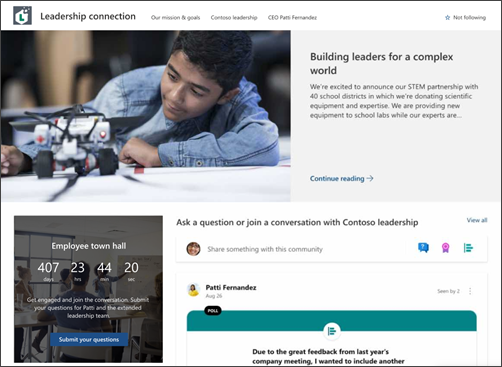 Leadership connection
Our mission & goals
Contoso leadership
CEO Patti Fernandez
Not following
Building leaders for a complex
world
We're excited to announce our STEM partnership with
40 school districts in which we're donating scientific
equipment and expertise. We are providing new
equipment to school labs while our experts are...
Continue reading →
Employee town hall
407 23 44 20
days hrs min sec
Get engaged and join the conversation. Submit
your questions for Patti and the extended
leadership team.
Submit your questions
Ask a question or join a conversation with Contoso leadership
View all
Share something with this community
Patti Fernandez
Aug 26
Seen by 2
POLL
Due to the great feedback from last year's
company meeting, I wanted to include another